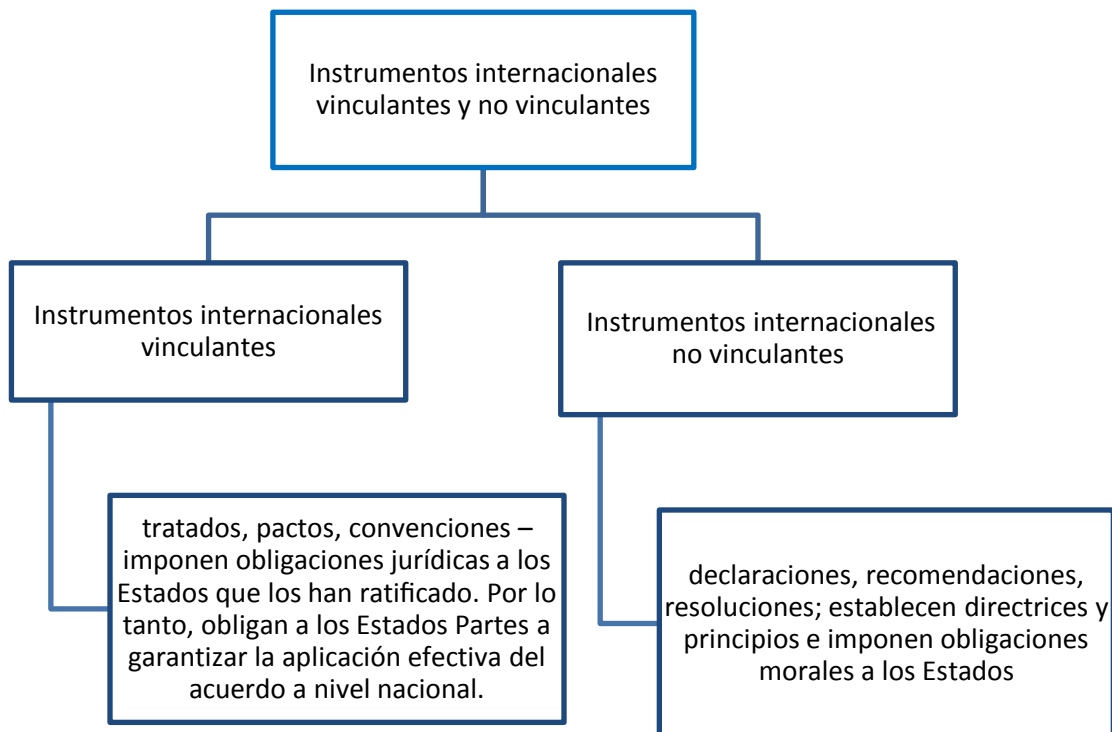 Instrumentos internacionales
vinculantes y no vinculantes
Instrumentos internacionales
vinculantes
Instrumentos internacionales
no vinculantes
tratados, pactos, convenciones –
imponen obligaciones jurídicas a los
Estados que los han ratificado. Por lo
tanto, obligan a los Estados Partes a
garantizar la aplicación efectiva del
acuerdo a nivel nacional.
declaraciones, recomendaciones,
resoluciones; establecen directrices y
principios e imponen obligaciones
morales a los Estados